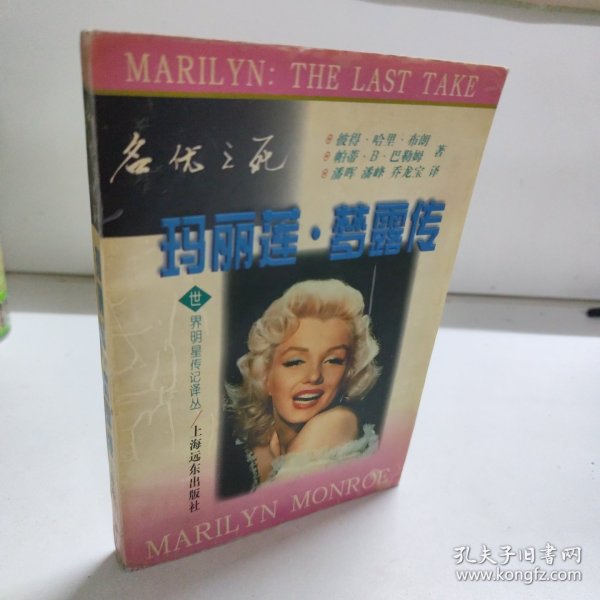 MARILYN: THE LAST TAKE
名优之死
彼得·哈里·布朗
帕蒂·B·巴勒姆 著
潘晖 潘峰 乔龙宝 译
玛丽莲·梦露传
世界明星传记译丛/上海远东出版社
MARILYN MONROE
孔夫子旧书网
www.kongfz.com